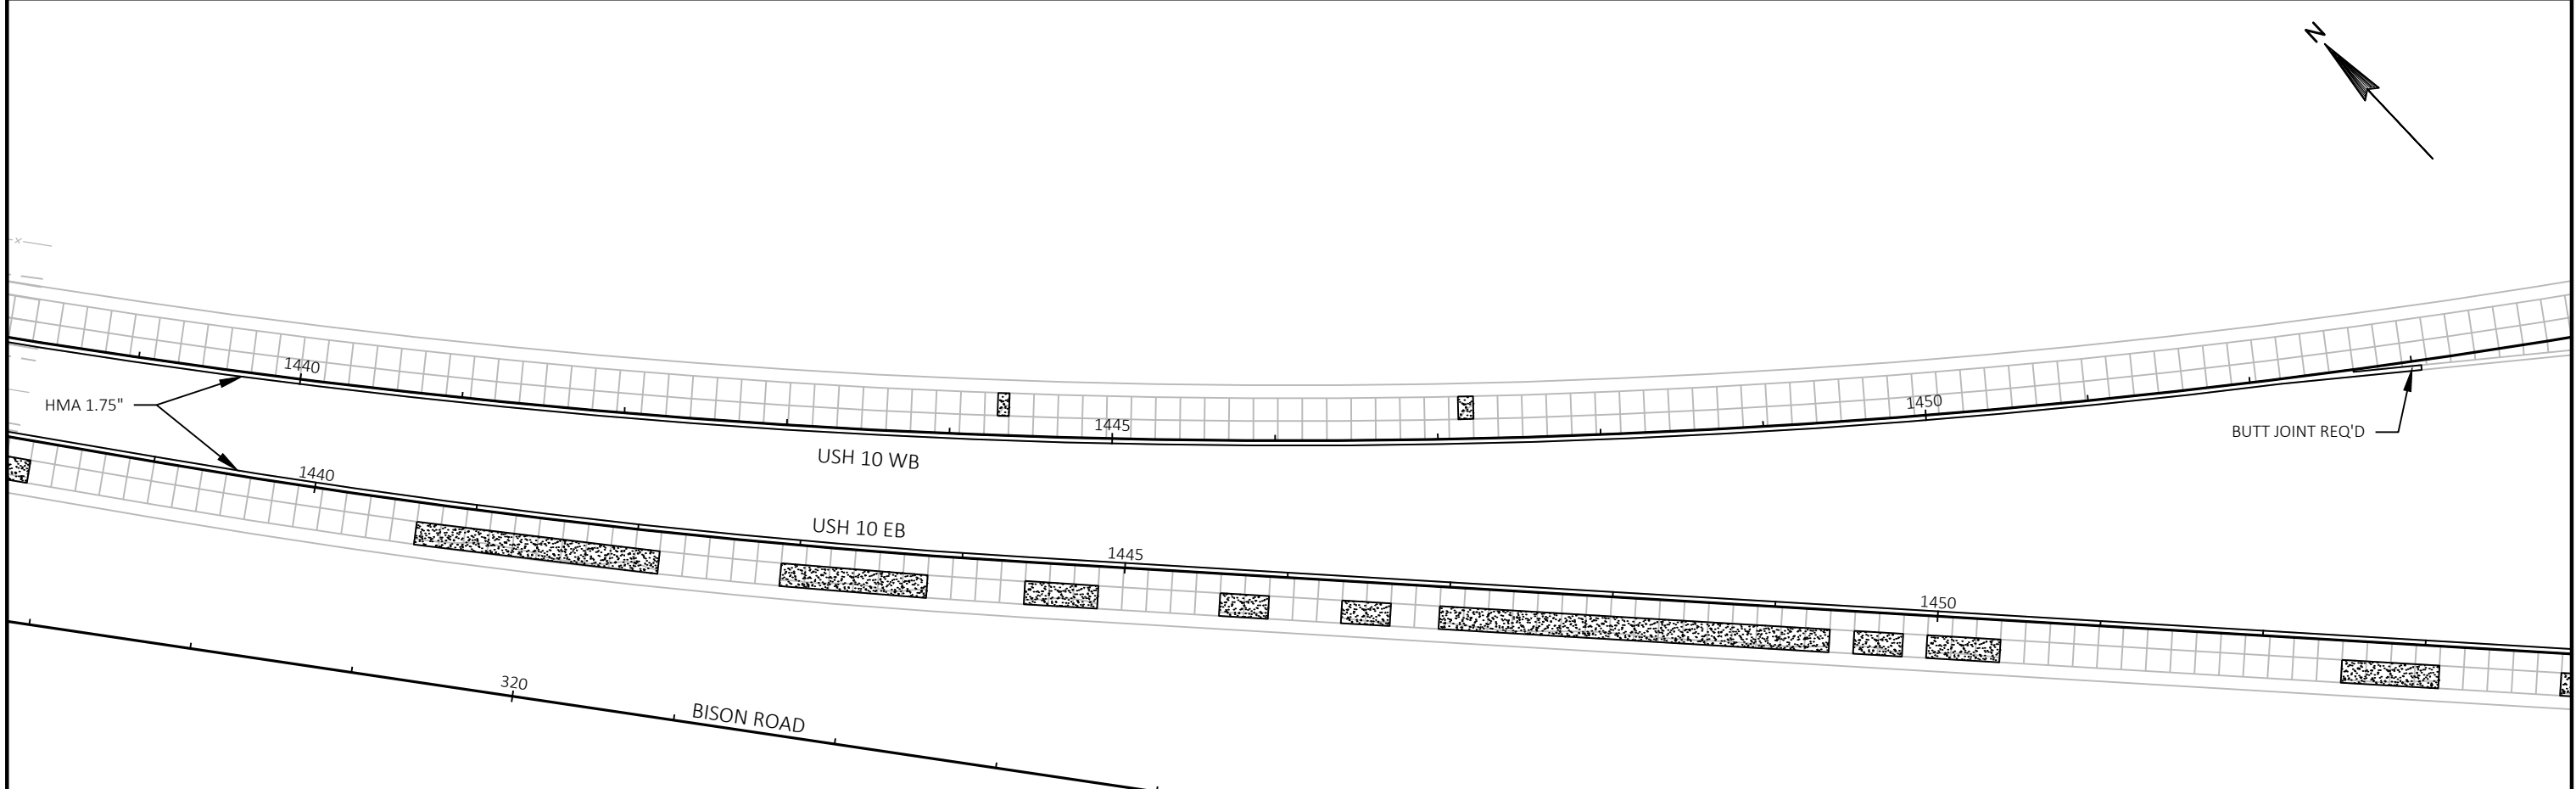 N
1440
HMA 1.75"
1445
1450
BUTT JOINT REQ'D
USH 10 WB
1440
USH 10 EB
1445
1450
320
BISON ROAD